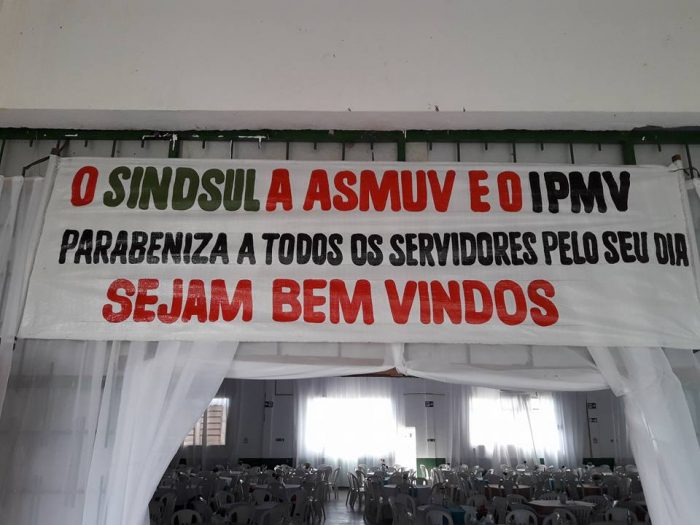 O SINDSUL A ASMUV E O IPMV
PARABENIZA A TODOS OS SERVIDORES PELO SEU DIA
SEJAM BEM VINDOS